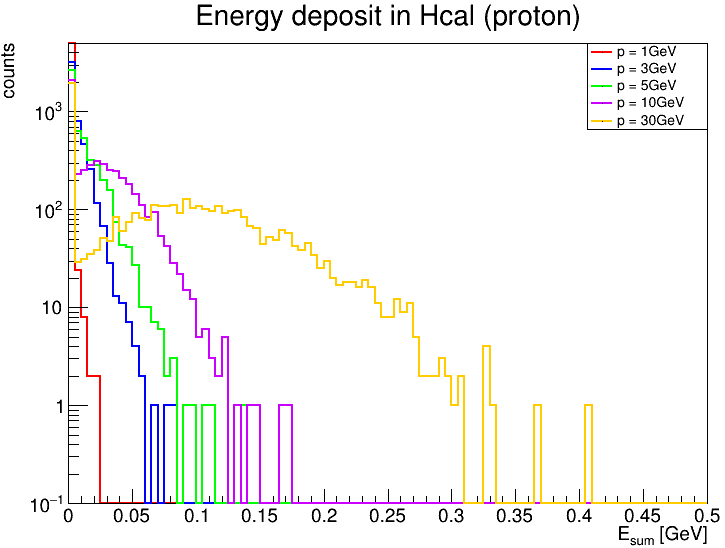 Energy deposit in Hcal (proton)
counts
p = 1GeV
p = 3GeV
p = 5GeV
p = 10GeV
p = 30GeV
10³
10²
10
1
10⁻¹
0 0.05 0.1 0.15 0.2 0.25 0.3 0.35 0.4 0.45 0.5
E_sum [GeV]